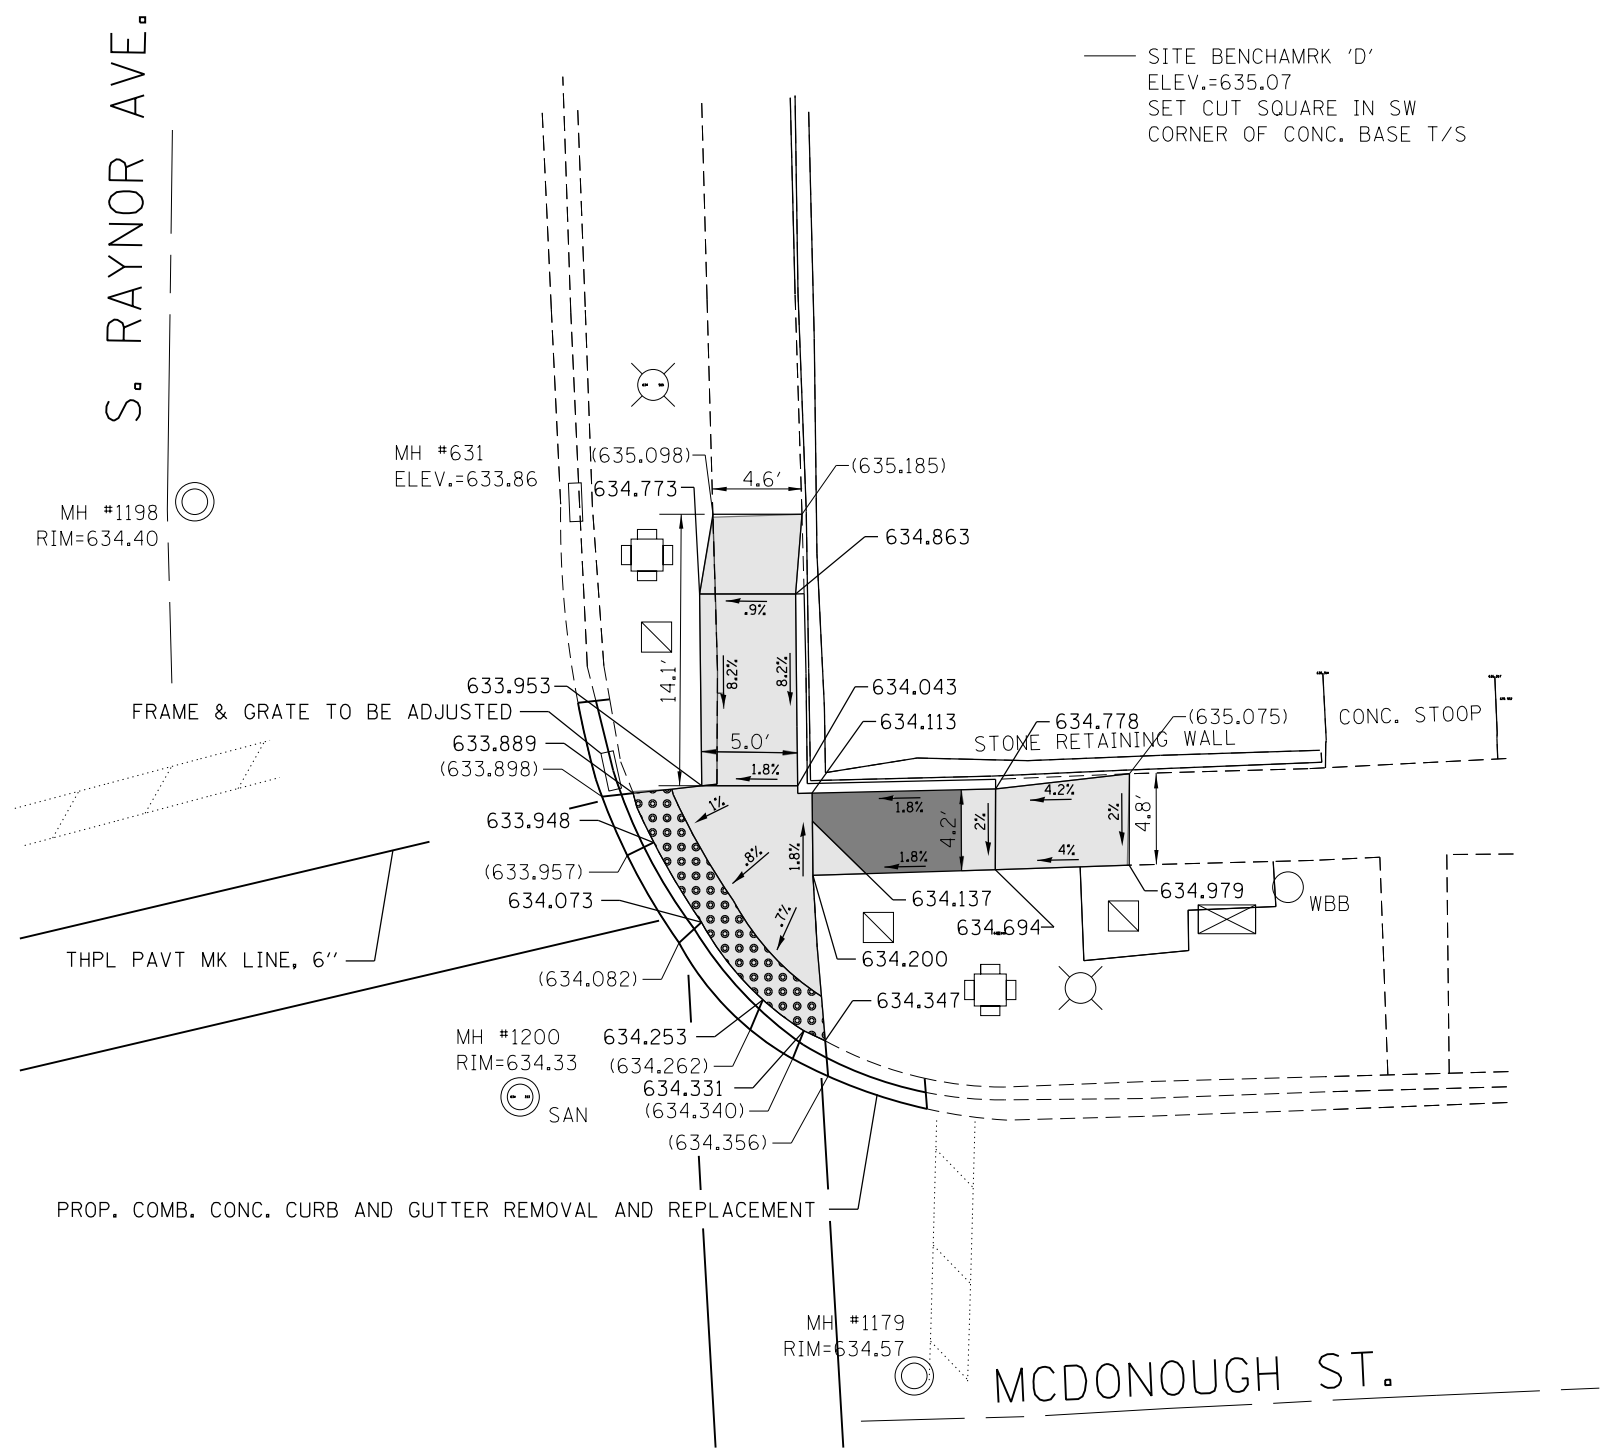 S. RAYNOR AVE.
SITE BENCHAMRK 'D'
ELEV.=635.07
SET CUT SQUARE IN SW
CORNER OF CONC. BASE T/S
MH #631
ELEV.=633.86
(635.098)
634.773
4.6'
(635.185)
634.863
MH #1198
RIM=634.40
.9%
8.2%
8.2%
14.1'
633.953
FRAME & GRATE TO BE ADJUSTED
633.889
(633.898)
5.0'
1.8%
634.043
634.113
634.778
(635.075)
STONE RETAINING WALL
CONC. STOOP
633.948
(633.957)
634.073
.1%
.8%
.7%
1.8%
1.8%
1.8%
4.2'
2%
4.2%
4%
2%
4.8'
634.137
634.694
634.979
WBB
634.200
634.347
THPL PAVT MK LINE, 6"
(634.082)
MH #1200
RIM=634.33
SAN
634.253
(634.262)
634.331
(634.340)
(634.356)
PROP. COMB. CONC. CURB AND GUTTER REMOVAL AND REPLACEMENT
MH #1179
RIM=634.57
MCDONOUGH ST.